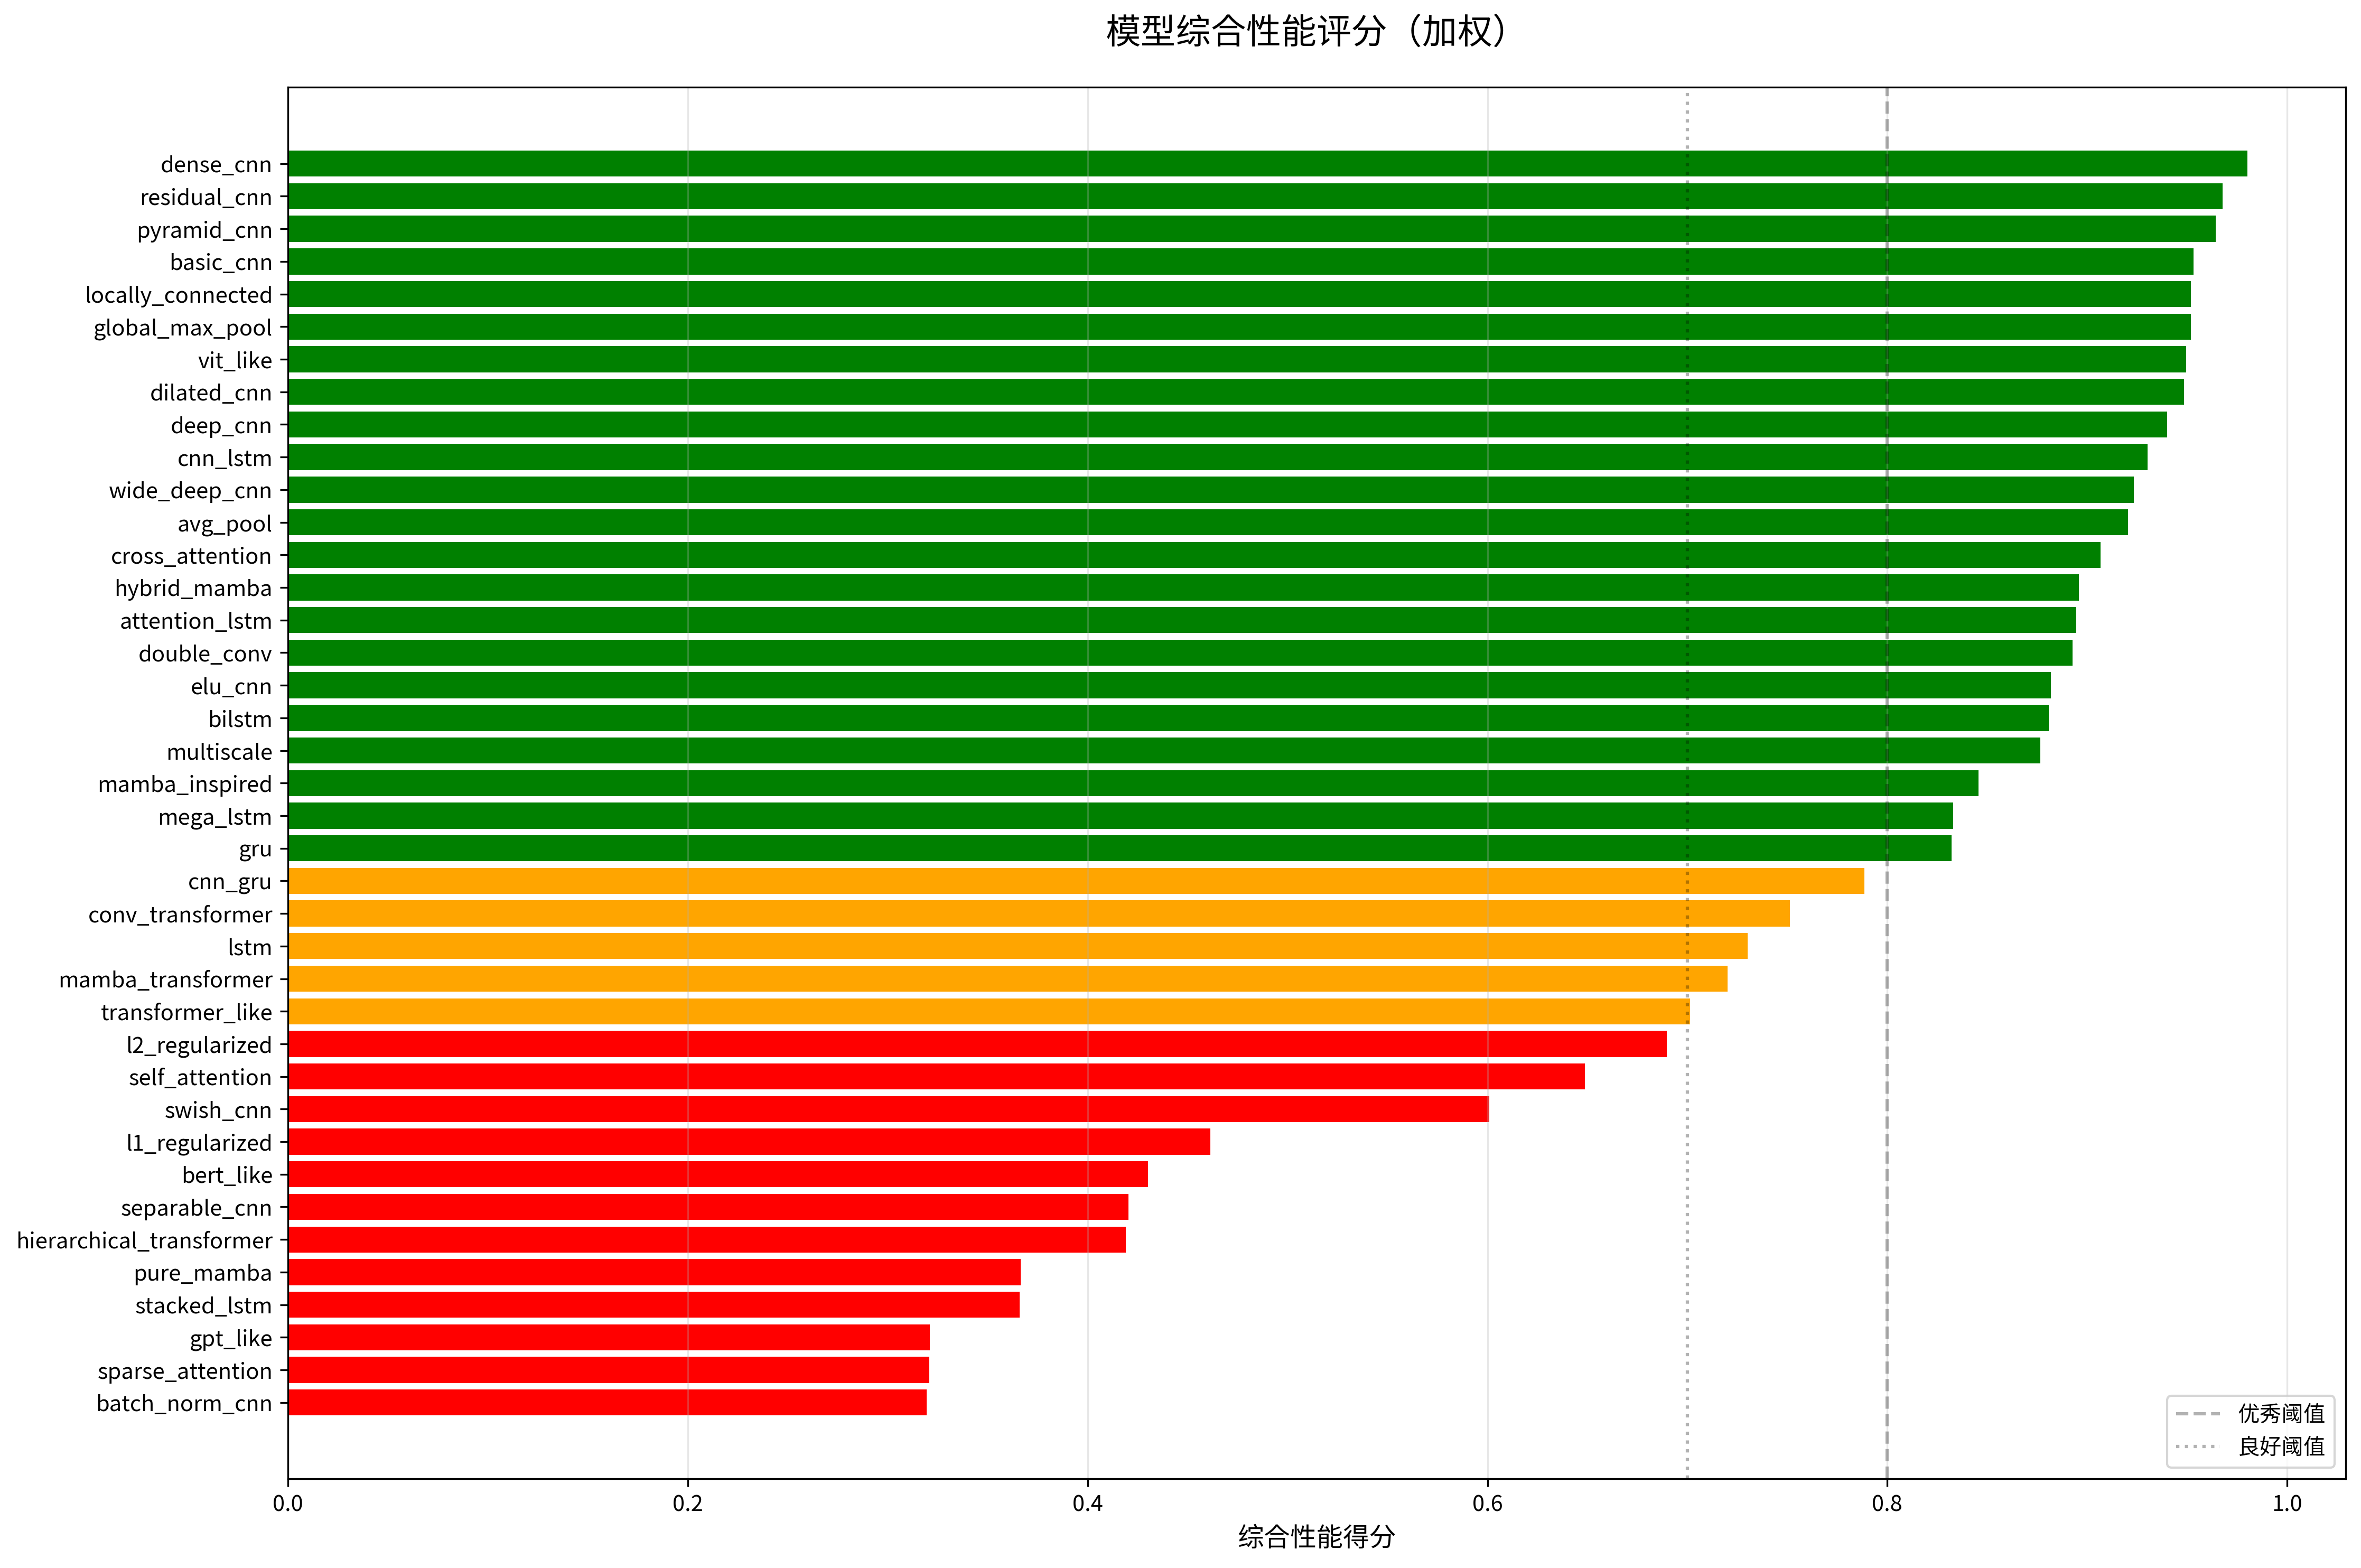 模型综合性能评分（加权）
dense_cnn
residual_cnn
pyramid_cnn
basic_cnn
locally_connected
global_max_pool
vit_like
dilated_cnn
deep_cnn
cnn_lstm
wide_deep_cnn
avg_pool
cross_attention
hybrid_mamba
attention_lstm
double_conv
elu_cnn
bilstm
multiscale
mamba_inspired
mega_lstm
gru
cnn_gru
conv_transformer
lstm
mamba_transformer
transformer_like
l2_regularized
self_attention
swish_cnn
l1_regularized
bert_like
separable_cnn
hierarchical_transformer
pure_mamba
stacked_lstm
gpt_like
sparse_attention
batch_norm_cnn
优秀阈值
良好阈值
0.0 0.2 0.4 0.6 0.8 1.0
综合性能得分